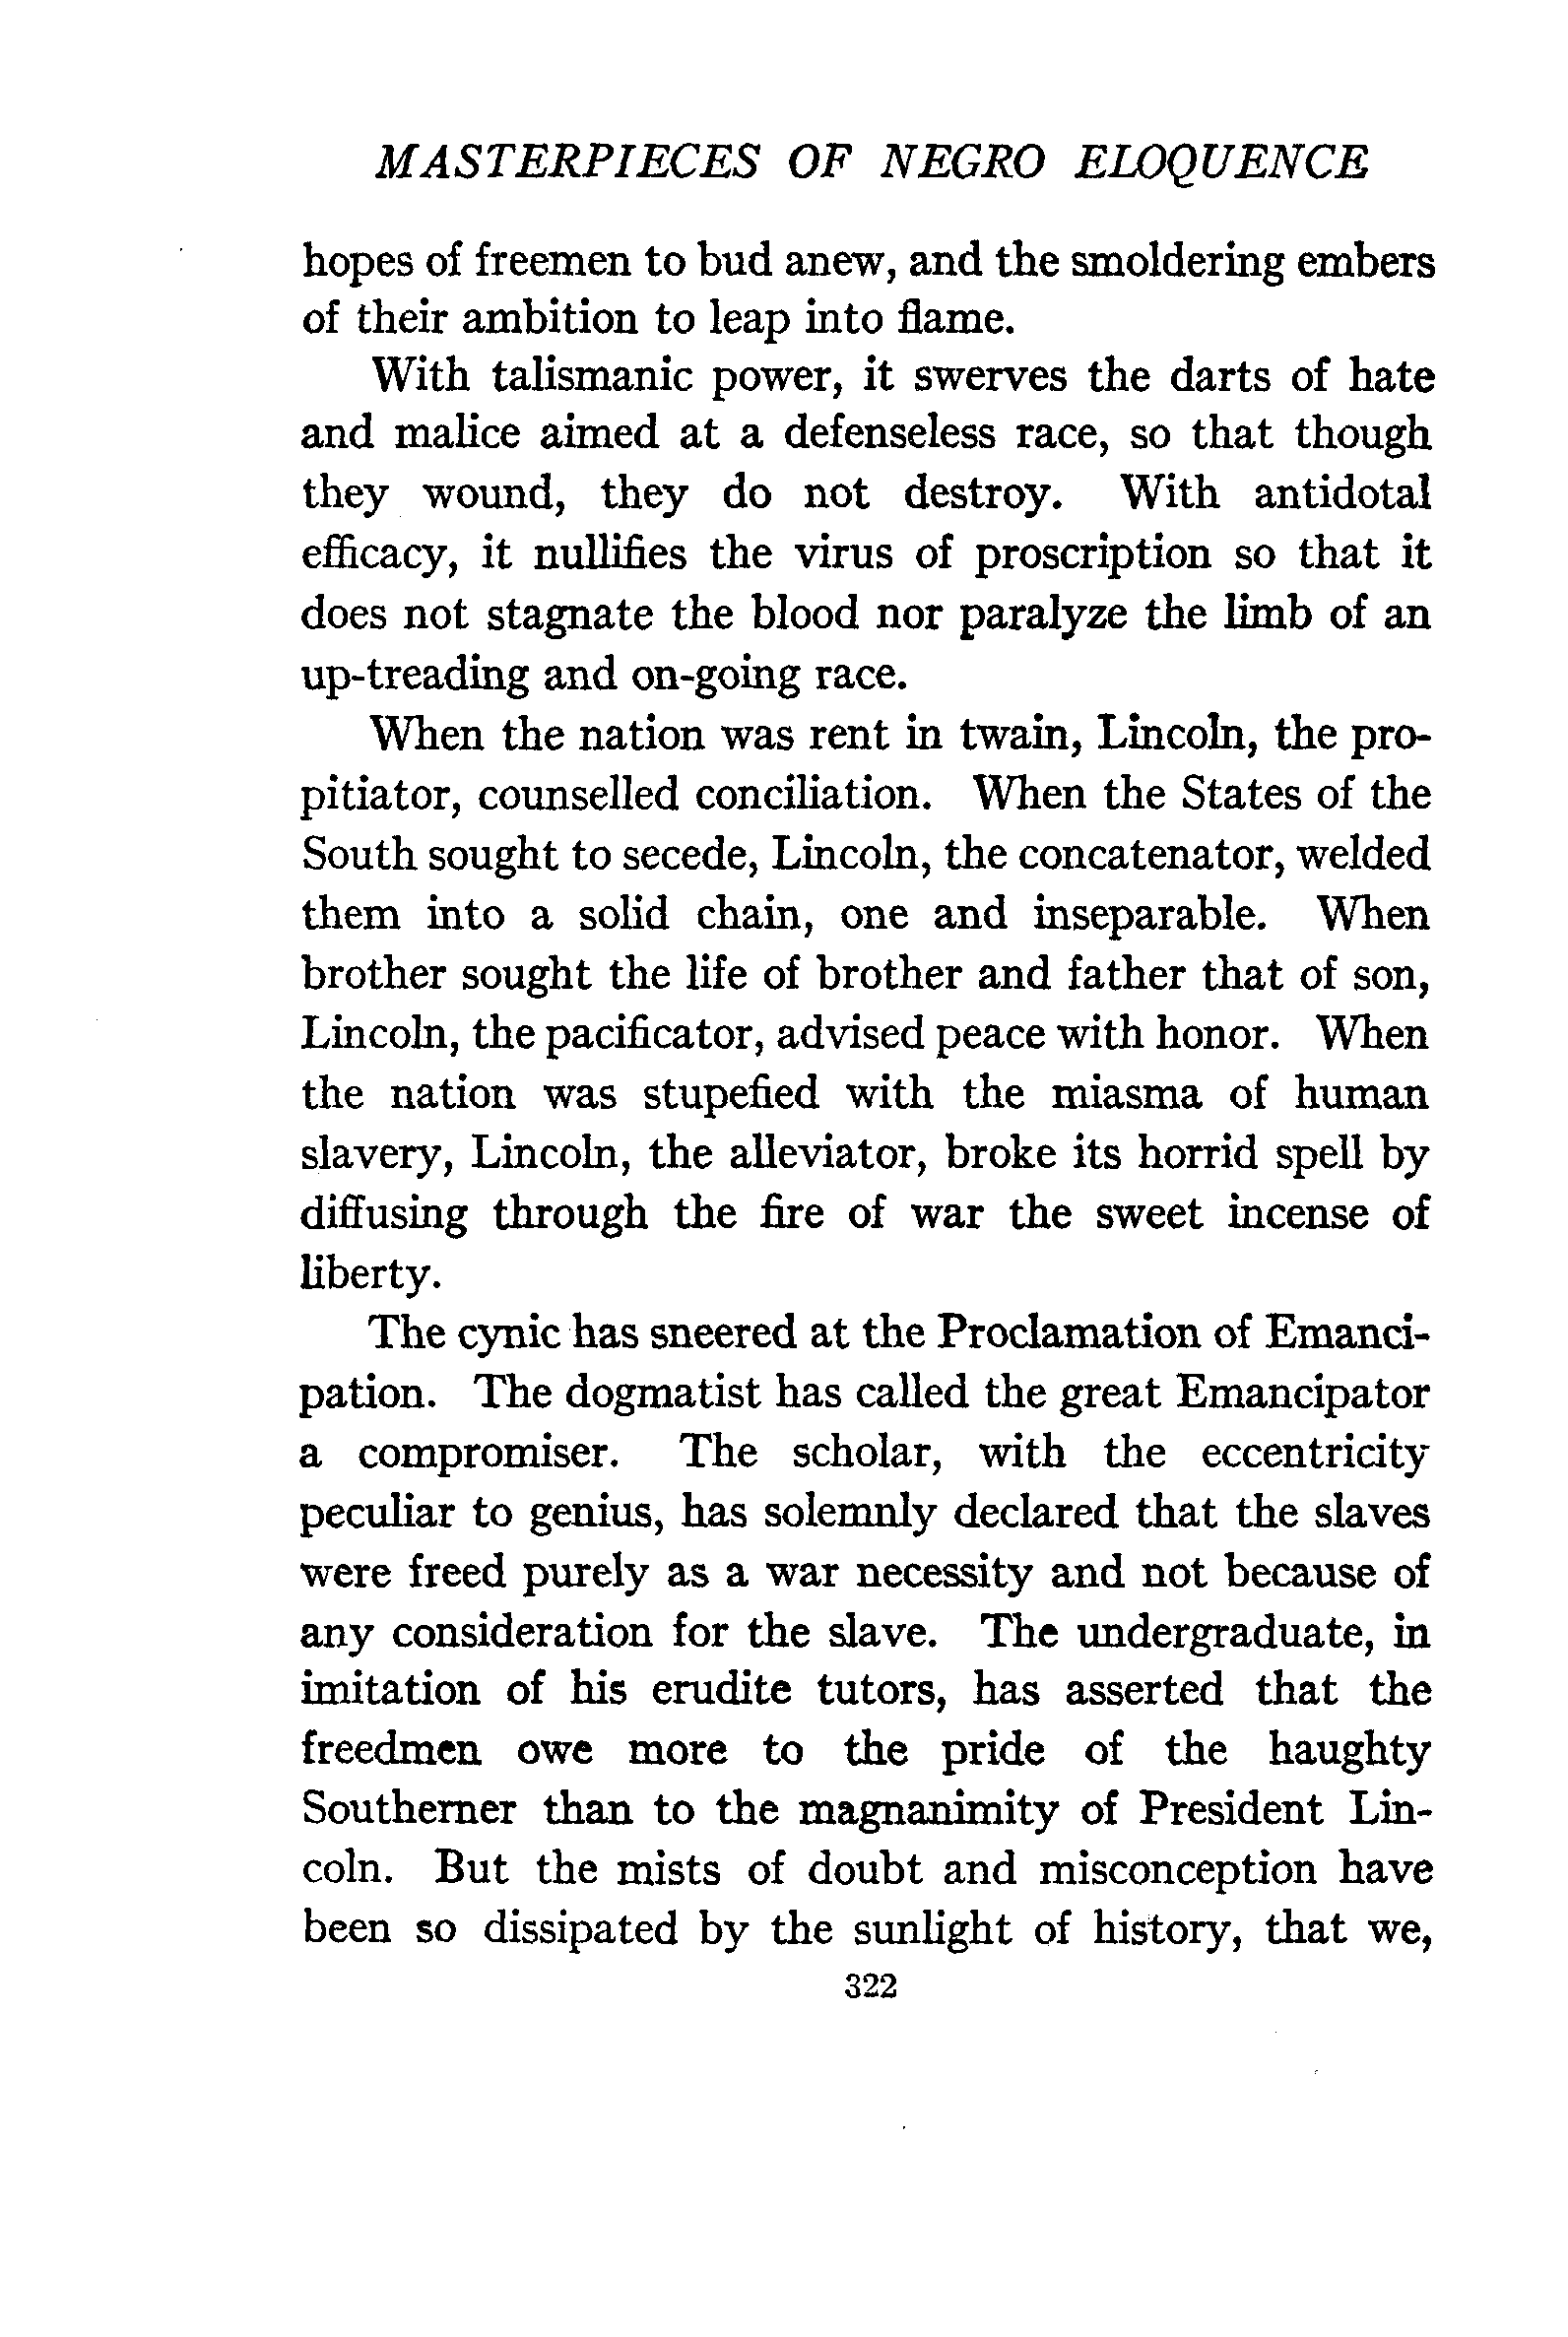 MASTERPIECES OF NEGRO ELOQUENCE
hopes of freemen to bud anew, and the smoldering embers
of their ambition to leap into flame.
With talismanic power, it swerves the darts of hate
and malice aimed at a defenseless race, so that though
they wound, they do not destroy. With antidotal
efficacy, it nullifies the virus of proscription so that it
does not stagnate the blood nor paralyze the limb of an
up-treading and on-going race.
When the nation was rent in twain, Lincoln, the pro-
pitiator, counselled conciliation. When the States of the
South sought to secede, Lincoln, the concatenator, welded
them into a solid chain, one and inseparable. When
brother sought the life of brother and father that of son,
Lincoln, the pacificator, advised peace with honor. When
the nation was stupefied with the miasma of human
slavery, Lincoln, the alleviator, broke its horrid spell by
diffusing through the fire of war the sweet incense of
liberty.
The cynic has sneered at the Proclamation of Emanci-
pation. The dogmatist has called the great Emancipator
a compromiser. The scholar, with the eccentricity
peculiar to genius, has solemnly declared that the slaves
were freed purely as a war necessity and not because of
any consideration for the slave. The undergraduate, in
imitation of his erudite tutors, has asserted that the
freedmen owe more to the pride of the haughty
Southerner than to the magnanimity of President Lin-
coln. But the mists of doubt and misconception have
been so dissipated by the sunlight of history, that we,
322